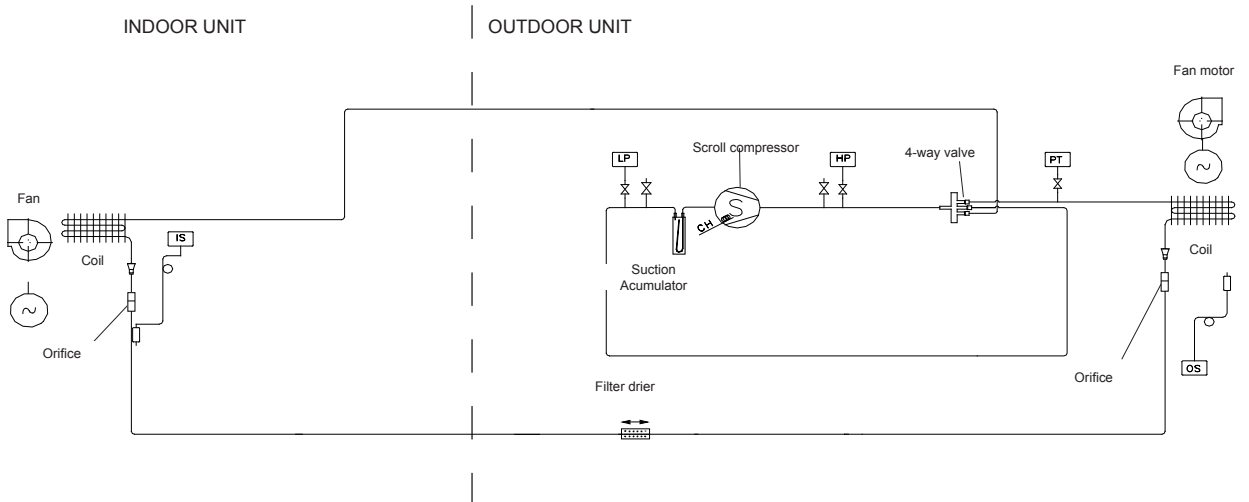 INDOOR UNIT
OUTDOOR UNIT
Fan motor
Scroll compressor
4-way valve
LP
HP
PT
Fan
IS
S
CH
Coil
Coil
Suction
Acumulator
Orifice
OS
Orifice
Filter drier